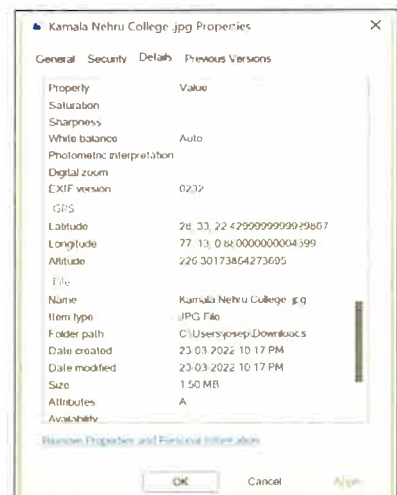 Kamala Nehru College .jpg Properties
General Security Details Previous Versions
Property Value
Saturation
Sharpness
White balance Auto
Photometric interpretation
Digital zoom
EXIF version 0232
GPS
Latitude 28; 33; 22.4299999999929867
Longitude 77; 13; 0.8800000000004599
Altitude 226.30173864273695
File
Name Kamala Nehru College .jpg
Item type JPG File
Folder path C:\Users\josep\Downloads
Date created 23-03-2022 10:17 PM
Date modified 23-03-2022 10:17 PM
Size 1.50 MB
Attributes A
Availability
Remove Properties and Personal Information
OK Cancel Apply